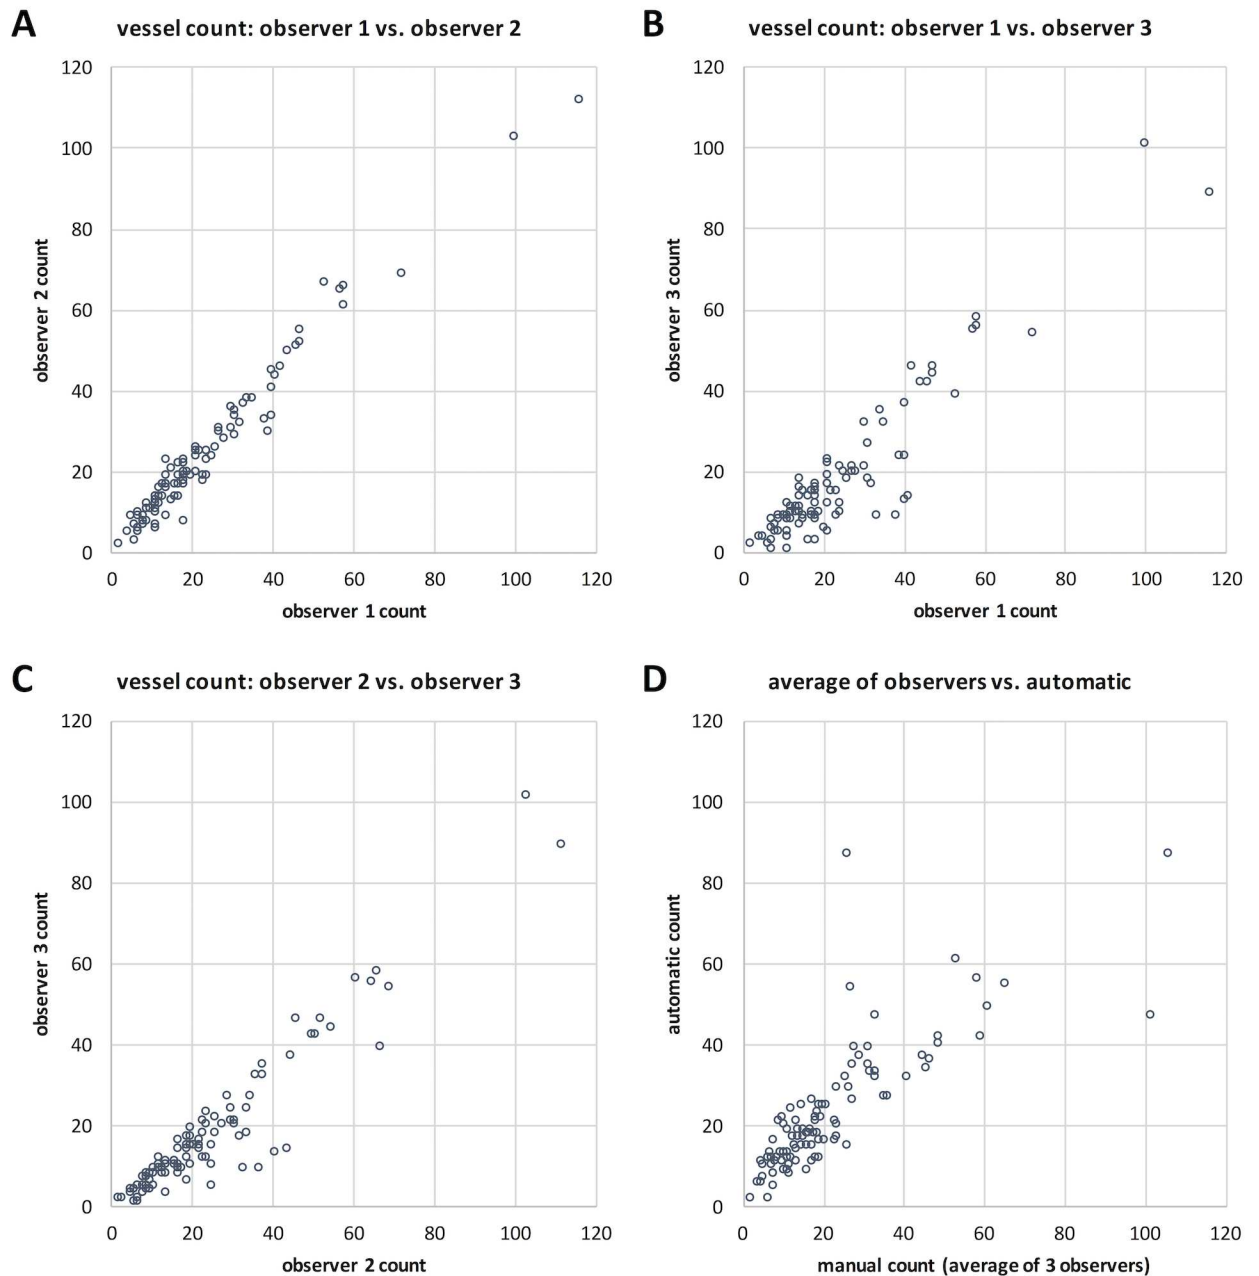 A vessel count: observer 1 vs. observer 2
120
100
80
60
40
20
0
observer 2 count
0 20 40 60 80 100 120
observer 1 count
B vessel count: observer 1 vs. observer 3
120
100
80
60
40
20
0
observer 3 count
0 20 40 60 80 100 120
observer 1 count
C vessel count: observer 2 vs. observer 3
120
100
80
60
40
20
0
observer 3 count
0 20 40 60 80 100 120
observer 2 count
D average of observers vs. automatic
120
100
80
60
40
20
0
automatic count
0 20 40 60 80 100 120
manual count (average of 3 observers)